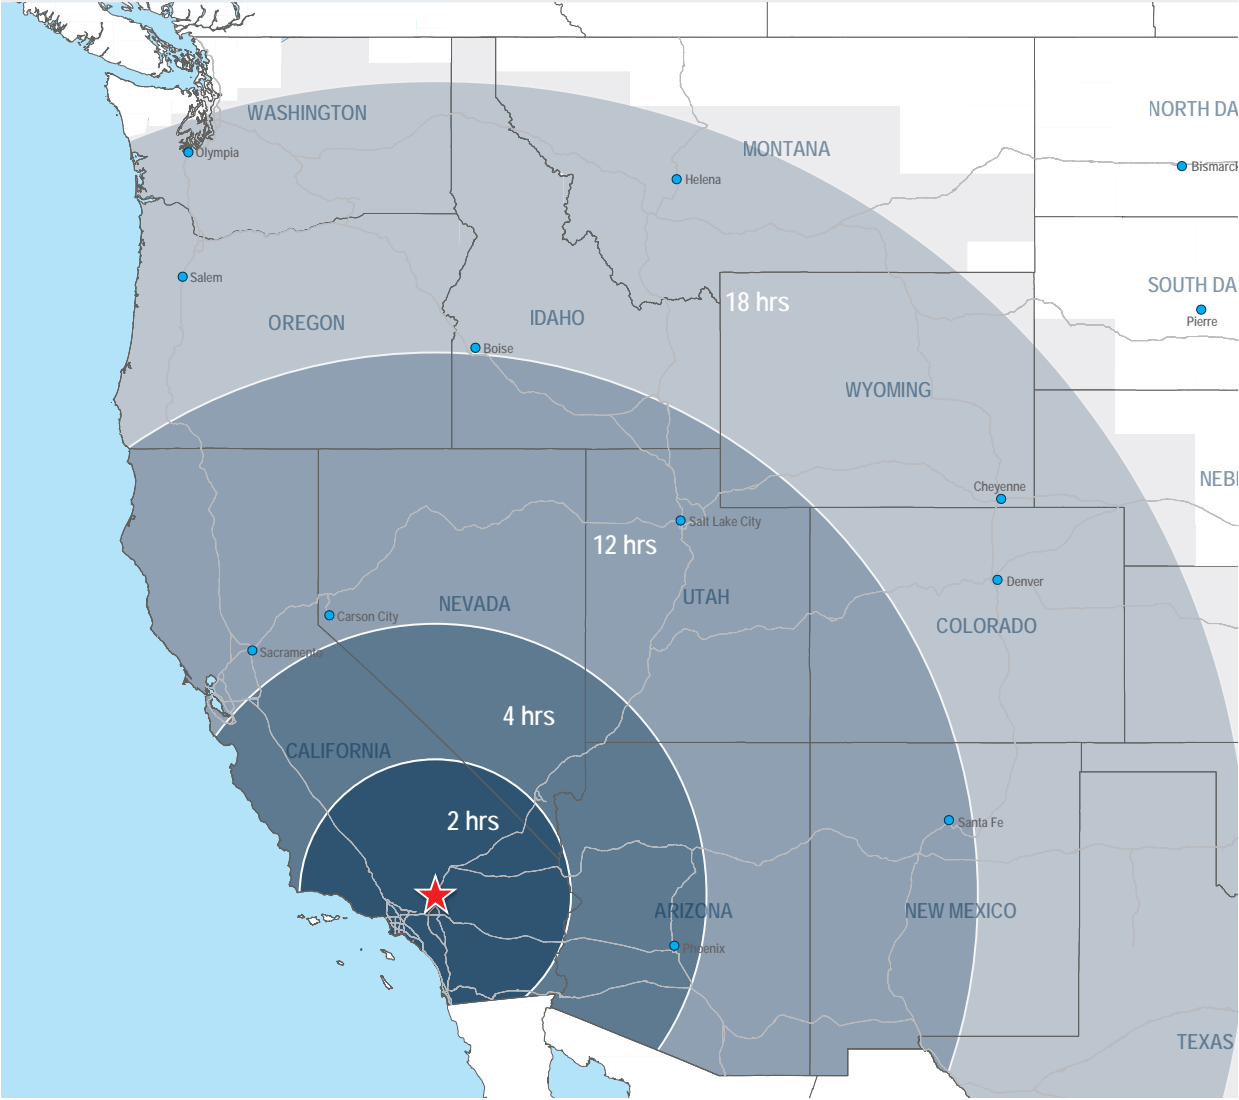 NORTH DA
WASHINGTON
MONTANA
Olympia
Bismarck
Helena
Salem
SOUTH DA
18 hrs
IDAHO
OREGON
Pierre
Boise
WYOMING
NEB
Cheyenne
Salt Lake City
12 hrs
Denver
UTAH
NEVADA
Carson City
COLORADO
Sacramento
4 hrs
CALIFORNIA
2 hrs
Santa Fe
ARIZONA
NEW MEXICO
Phoenix
TEXAS